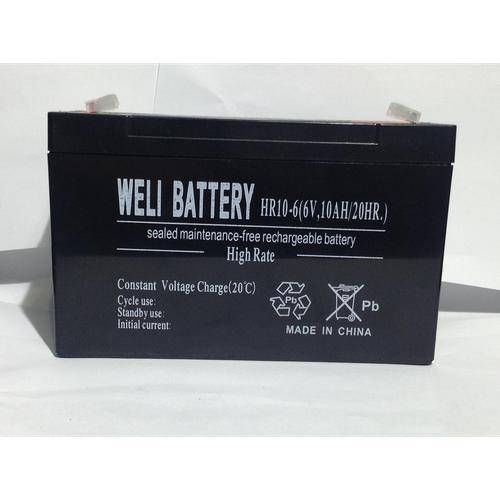 WELI BATTERY HR10-6(6V,10AH/20HR.)
sealed maintenance-free rechargeable battery
High Rate
Constant Voltage Charge(20℃)
Cycle use:
Standby use:
Initial current:
Pb
Pb
MADE IN CHINA